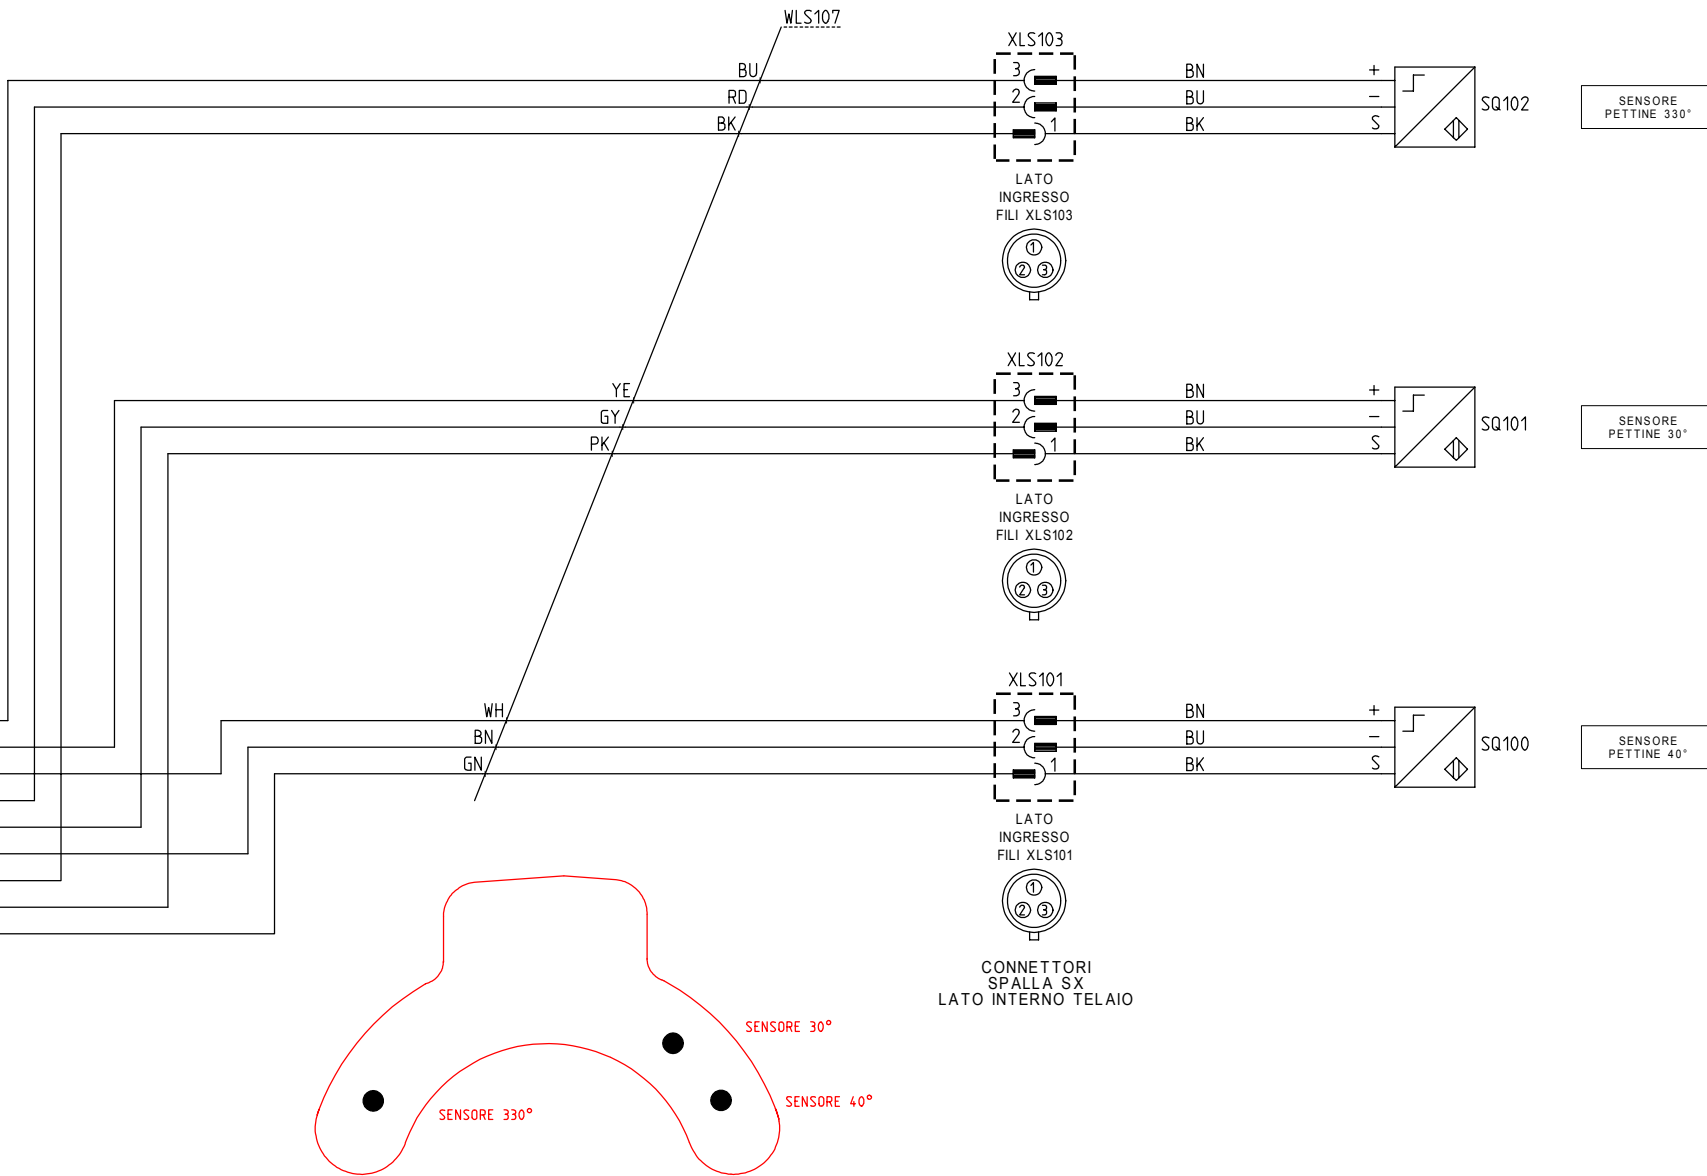 WLS107
XLS103
BU 3 BN + 
RD 2 BU - SQ102
BK 1 BK S
SENSORE
PETTINE 330°
LATO
INGRESSO
FILI XLS103
1
2 3
XLS102
YE 3 BN +
GY 2 BU - SQ101
PK 1 BK S
SENSORE
PETTINE 30°
LATO
INGRESSO
FILI XLS102
1
2 3
XLS101
WH 3 BN +
BN 2 BU - SQ100
GN 1 BK S
SENSORE
PETTINE 40°
LATO
INGRESSO
FILI XLS101
1
2 3
CONNETTORI
SPALLA SX
LATO INTERNO TELAIO
SENSORE 30°
SENSORE 40°
SENSORE 330°